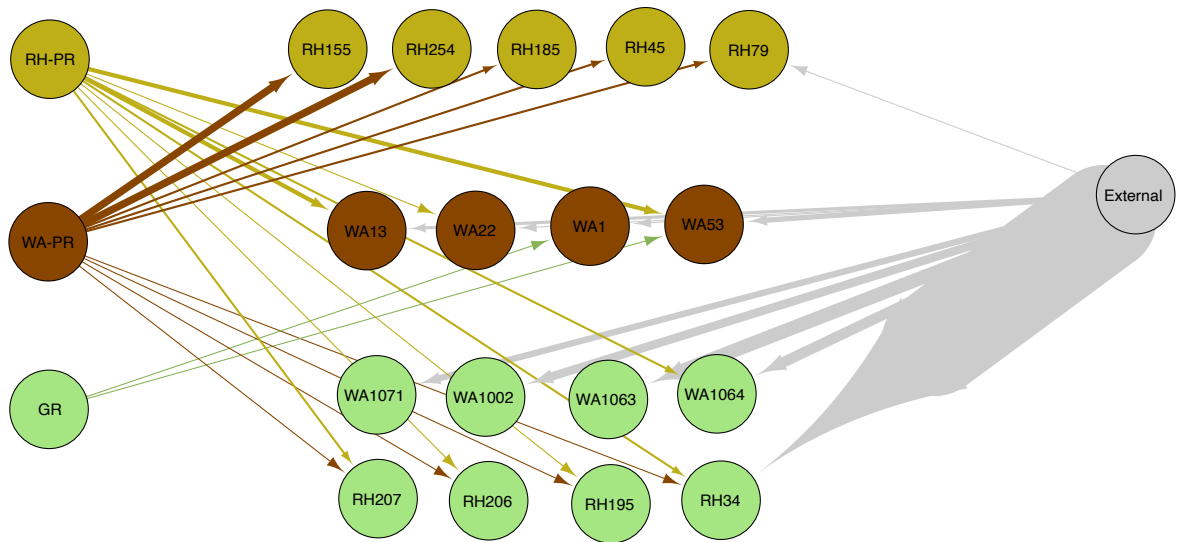 RH-PR
RH155
RH254
RH185
RH45
RH79
External
WA-PR
WA13
WA22
WA1
WA53
GR
WA1071
WA1002
WA1063
WA1064
RH207
RH206
RH195
RH34